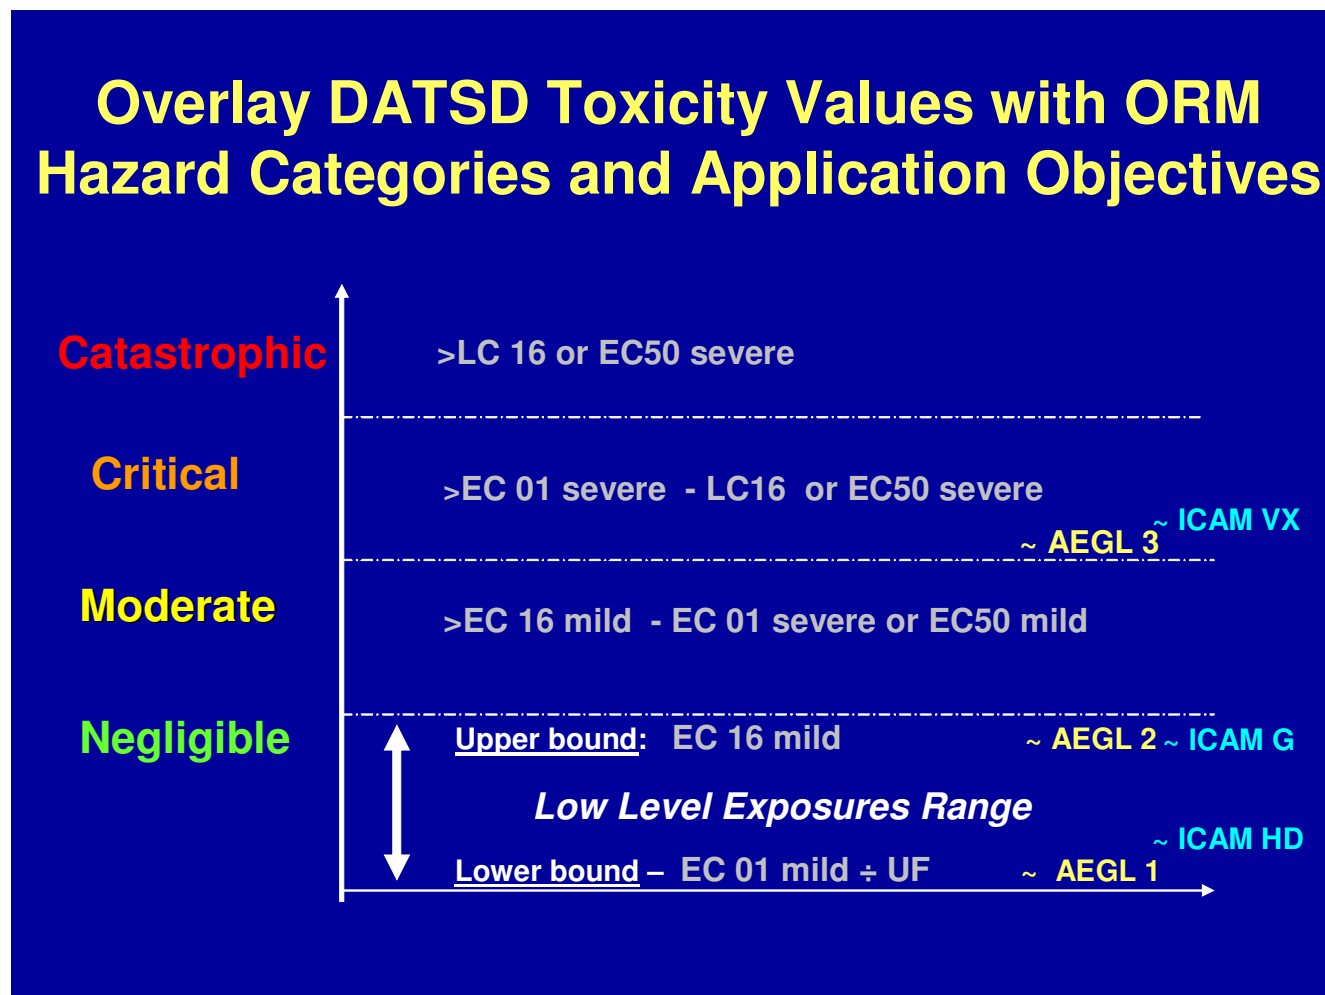 Overlay DATSD Toxicity Values with ORM
Hazard Categories and Application Objectives
Catastrophic
>LC 16 or EC50 severe
Critical
>EC 01 severe - LC16 or EC50 severe
~ ICAM VX
~ AEGL 3
Moderate
>EC 16 mild - EC 01 severe or EC50 mild
Negligible
Upper bound: EC 16 mild
~ AEGL 2 ~ ICAM G
Low Level Exposures Range
~ ICAM HD
Lower bound – EC 01 mild ÷ UF
~ AEGL 1